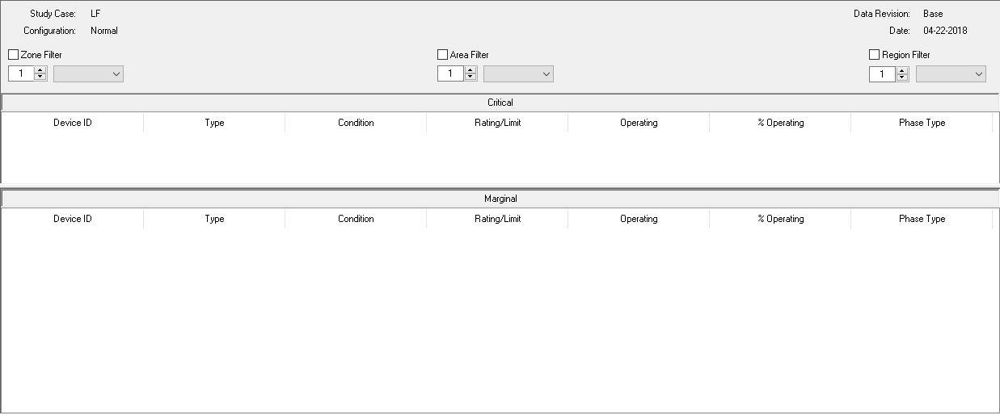 Study Case: LF Data Revision: Base
Configuration: Normal Date: 04-22-2018
Zone Filter Area Filter Region Filter
1 1 1
Critical
Device ID Type Condition Rating/Limit Operating % Operating Phase Type
Marginal
Device ID Type Condition Rating/Limit Operating % Operating Phase Type